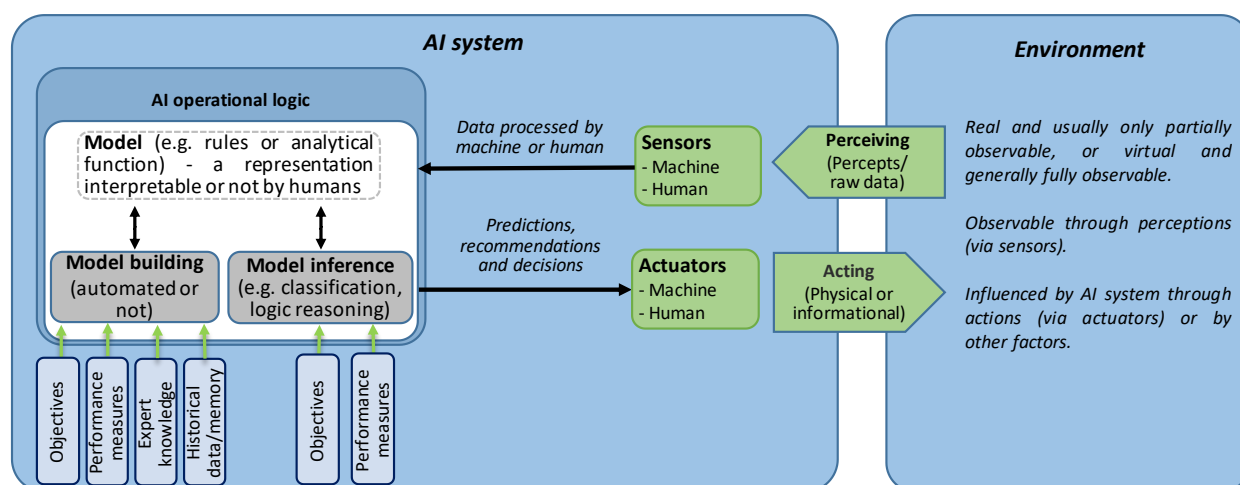 AI system
Environment
AI operational logic
Model (e.g. rules or analytical
function) - a representation
interpretable or not by humans
Data processed by
machine or human
Sensors
- Machine
- Human
Perceiving
(Percepts/
raw data)
Real and usually only partially
observable, or virtual and
generally fully observable.
Observable through perceptions
(via sensors).
Influenced by AI system through
actions (via actuators) or by
other factors.
Model building
(automated or
not)
Model inference
(e.g. classification,
logic reasoning)
Predictions,
recommendations
and decisions
Actuators
- Machine
- Human
Acting
(Physical or
informational)
Objectives
Performance
measures
Expert
knowledge
Historical
data/memory
Objectives
Performance
measures